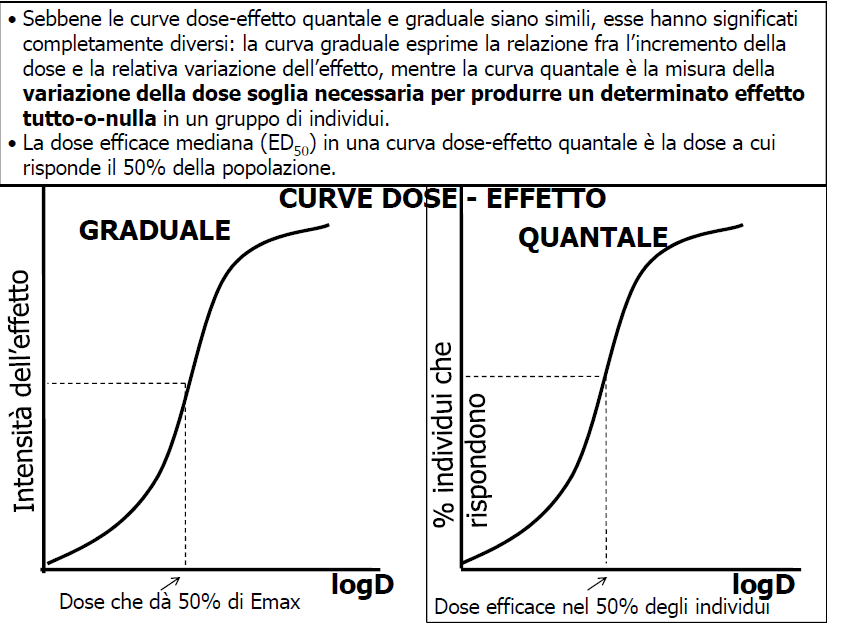 • Sebbene le curve dose-effetto quantale e graduale siano simili, esse hanno significati
completamente diversi: la curva graduale esprime la relazione fra l'incremento della
dose e la relativa variazione dell'effetto, mentre la curva quantale è la misura della
variazione della dose soglia necessaria per produrre un determinato effetto
tutto-o-nulla in un gruppo di individui.
• La dose efficace mediana (ED50) in una curva dose-effetto quantale è la dose a cui
risponde il 50% della popolazione.
CURVE DOSE - EFFETTO
GRADUALE
Intensità dell'effetto
logD
Dose che dà 50% di Emax
QUANTALE
% individui che
rispondono
logD
Dose efficace nel 50% degli individui